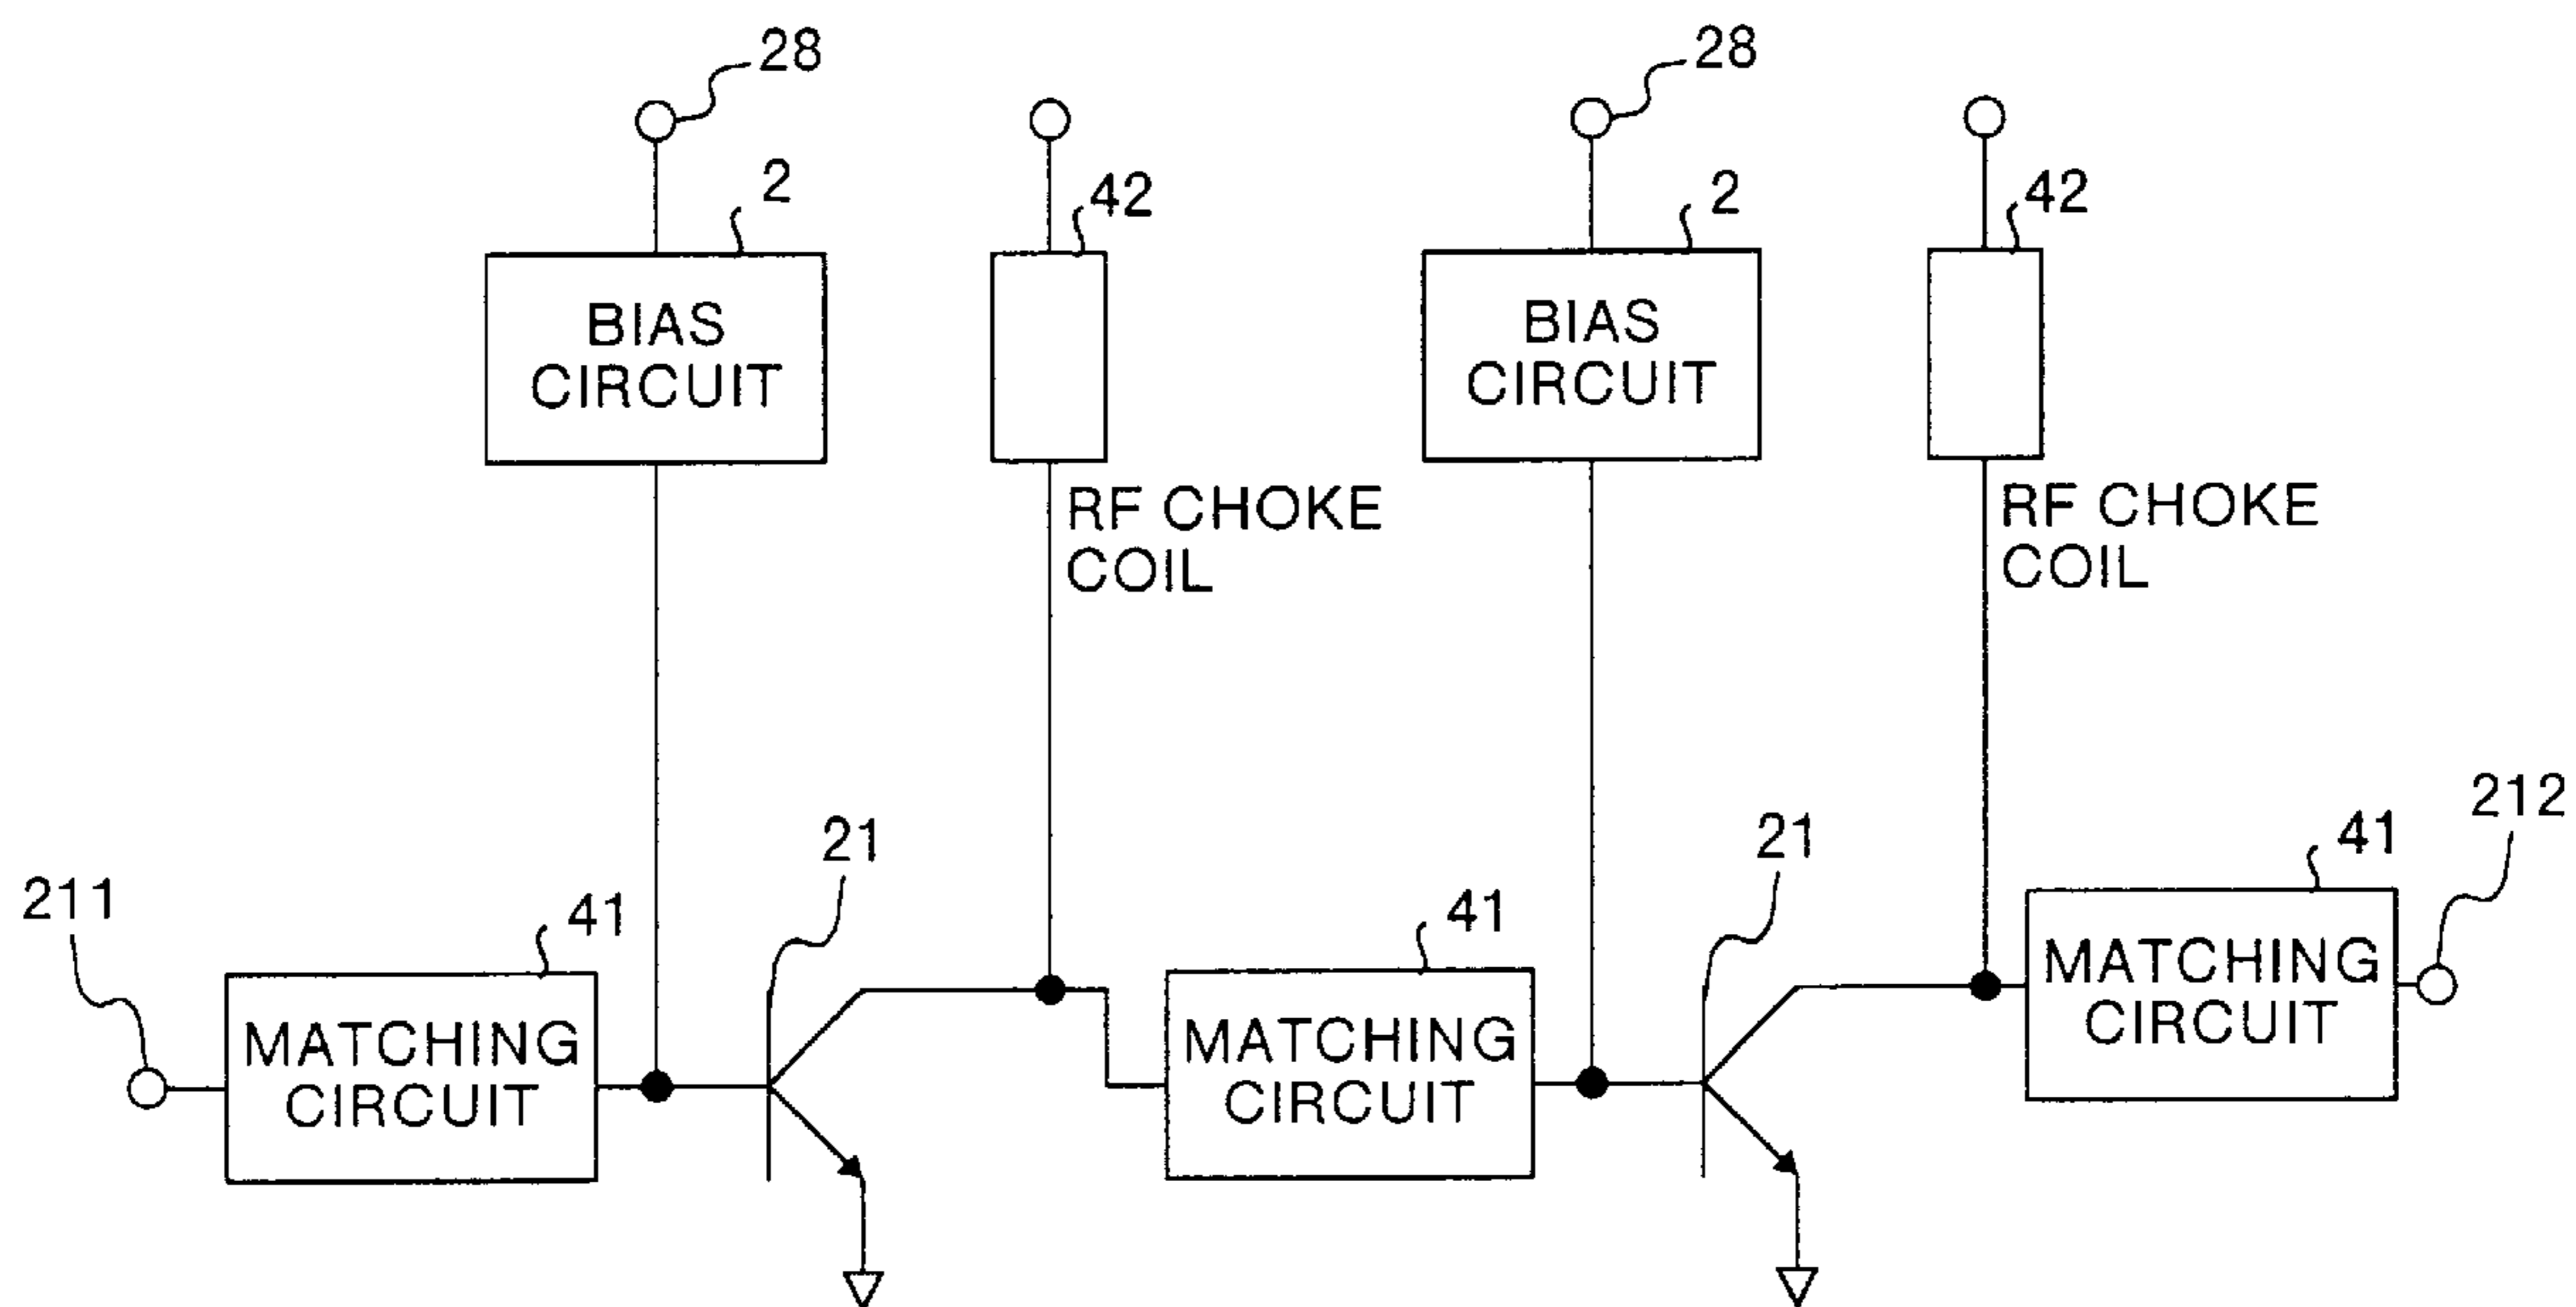 28
28
2
42
2
42
BIAS
CIRCUIT
BIAS
CIRCUIT
RF CHOKE
COIL
RF CHOKE
COIL
211
41
21
41
21
41
212
MATCHING
CIRCUIT
MATCHING
CIRCUIT
MATCHING
CIRCUIT